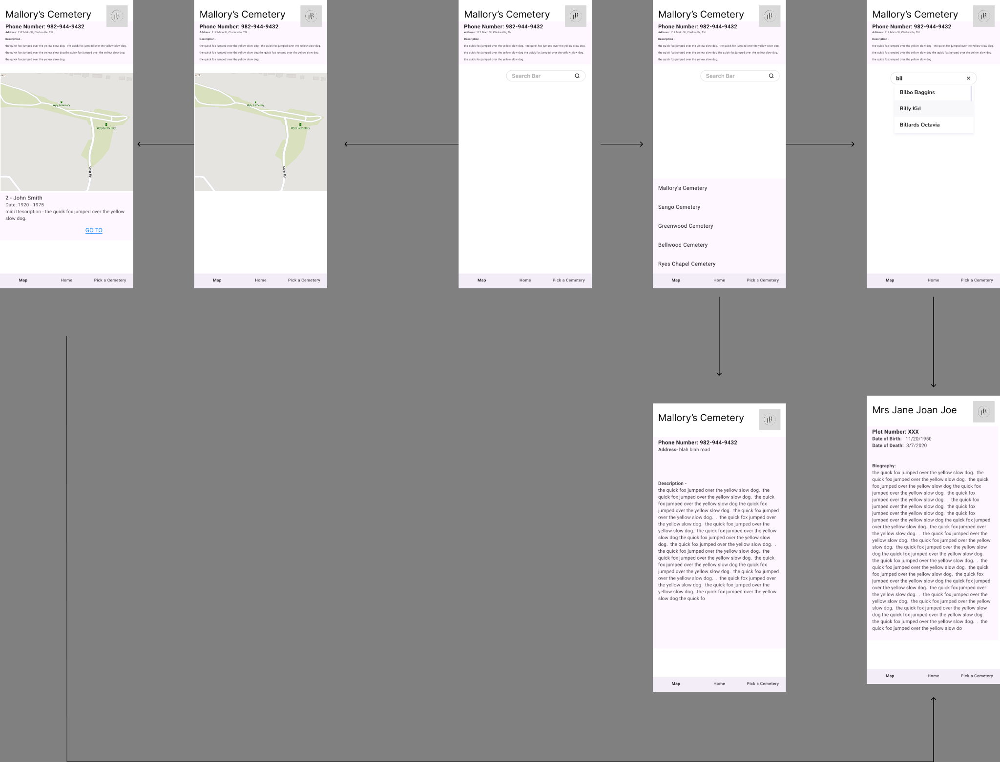 Mallory's Cemetery
Phone Number: 982-944-9432
Address: 112 Main St, Clarksville, TN
Description -
the quick fox jumped over the yellow slow dog.  the quick fox jumped over the yellow slow dog.
the quick fox jumped over the yellow slow dog the quick fox jumped over the yellow slow dog.
the quick fox jumped over the yellow slow dog.
urch
Wyly Cemetery
Wyly Cemetery
Stage Rd
2 - John Smith
Date: 1920 - 1975
mini Description - the quick fox jumped over the yellow
slow dog.
GO TO
Map Home Pick a Cemetery
Mallory's Cemetery
Phone Number: 982-944-9432
Address: 112 Main St, Clarksville, TN
Description -
the quick fox jumped over the yellow slow dog.  the quick fox jumped over the yellow slow dog.
the quick fox jumped over the yellow slow dog the quick fox jumped over the yellow slow dog.
the quick fox jumped over the yellow slow dog.
urch
Wyly Cemetery
Wyly Cemetery
Stage Rd
Map Home Pick a Cemetery
Mallory's Cemetery
Phone Number: 982-944-9432
Address: 112 Main St, Clarksville, TN
Description -
the quick fox jumped over the yellow slow dog.  the quick fox jumped over the yellow slow dog.
the quick fox jumped over the yellow slow dog the quick fox jumped over the yellow slow dog.
the quick fox jumped over the yellow slow dog.
Search Bar
Map Home Pick a Cemetery
Mallory's Cemetery
Phone Number: 982-944-9432
Address: 112 Main St, Clarksville, TN
Description -
the quick fox jumped over the yellow slow dog.  the quick fox jumped over the yellow slow dog.
the quick fox jumped over the yellow slow dog the quick fox jumped over the yellow slow dog.
the quick fox jumped over the yellow slow dog.
Search Bar
Mallory's Cemetery
Sango Cemetery
Greenwood Cemetery
Bellwood Cemetery
Ryes Chapel Cemetery
Map Home Pick a Cemetery
Mallory's Cemetery
Phone Number: 982-944-9432
Address: 112 Main St, Clarksville, TN
Description -
the quick fox jumped over the yellow slow dog.  the quick fox jumped over the yellow slow dog.
the quick fox jumped over the yellow slow dog the quick fox jumped over the yellow slow dog.
the quick fox jumped over the yellow slow dog.
bil
Bilbo Baggins
Billy Kid
Billards Octavia
Map Home Pick a Cemetery
Mallory's Cemetery
Phone Number: 982-944-9432
Address- blah blah road
Description -
the quick fox jumped over the yellow slow dog.  the
quick fox jumped over the yellow slow dog.  the quick
fox jumped over the yellow slow dog the quick fox
jumped over the yellow slow dog.  the quick fox jumped
over the yellow slow dog.  .  the quick fox jumped over
the yellow slow dog.  the quick fox jumped over the
yellow slow dog.  the quick fox jumped over the yellow
slow dog the quick fox jumped over the yellow slow
dog.  the quick fox jumped over the yellow slow dog.  .
the quick fox jumped over the yellow slow dog.  the
quick fox jumped over the yellow slow dog.  the quick
fox jumped over the yellow slow dog the quick fox
jumped over the yellow slow dog.  the quick fox jumped
over the yellow slow dog.  .  the quick fox jumped over
the yellow slow dog.  the quick fox jumped over the
yellow slow dog.  the quick fox jumped over the yellow
slow dog the quick fo
Map Home Pick a Cemetery
Mrs Jane Joan Joe
Plot Number: XXX
Date of Birth:   11/20/1950
Date of Death:  3/7/2020
Biography:
the quick fox jumped over the yellow slow dog.  the
quick fox jumped over the yellow slow dog.  the quick
fox jumped over the yellow slow dog the quick fox
jumped over the yellow slow dog.  the quick fox
jumped over the yellow slow dog.  .  the quick fox
jumped over the yellow slow dog.  the quick fox
jumped over the yellow slow dog.  the quick fox
jumped over the yellow slow dog the quick fox jumped
over the yellow slow dog.  the quick fox jumped over
the yellow slow dog.  .  the quick fox jumped over the
yellow slow dog.  the quick fox jumped over the yellow
slow dog.  the quick fox jumped over the yellow slow
dog the quick fox jumped over the yellow slow dog.
the quick fox jumped over the yellow slow dog.  .  the
quick fox jumped over the yellow slow dog.  the quick
fox jumped over the yellow slow dog.  the quick fox
jumped over the yellow slow dog the quick fox jumped
over the yellow slow dog.  the quick fox jumped over
the yellow slow dog.  .  the quick fox jumped over the
yellow slow dog.  the quick fox jumped over the yellow
slow dog.  the quick fox jumped over the yellow slow
dog the quick fox jumped over the yellow slow dog.
the quick fox jumped over the yellow slow dog.  .  the
quick fox jumped over the yellow slow do
Map Home Pick a Cemetery